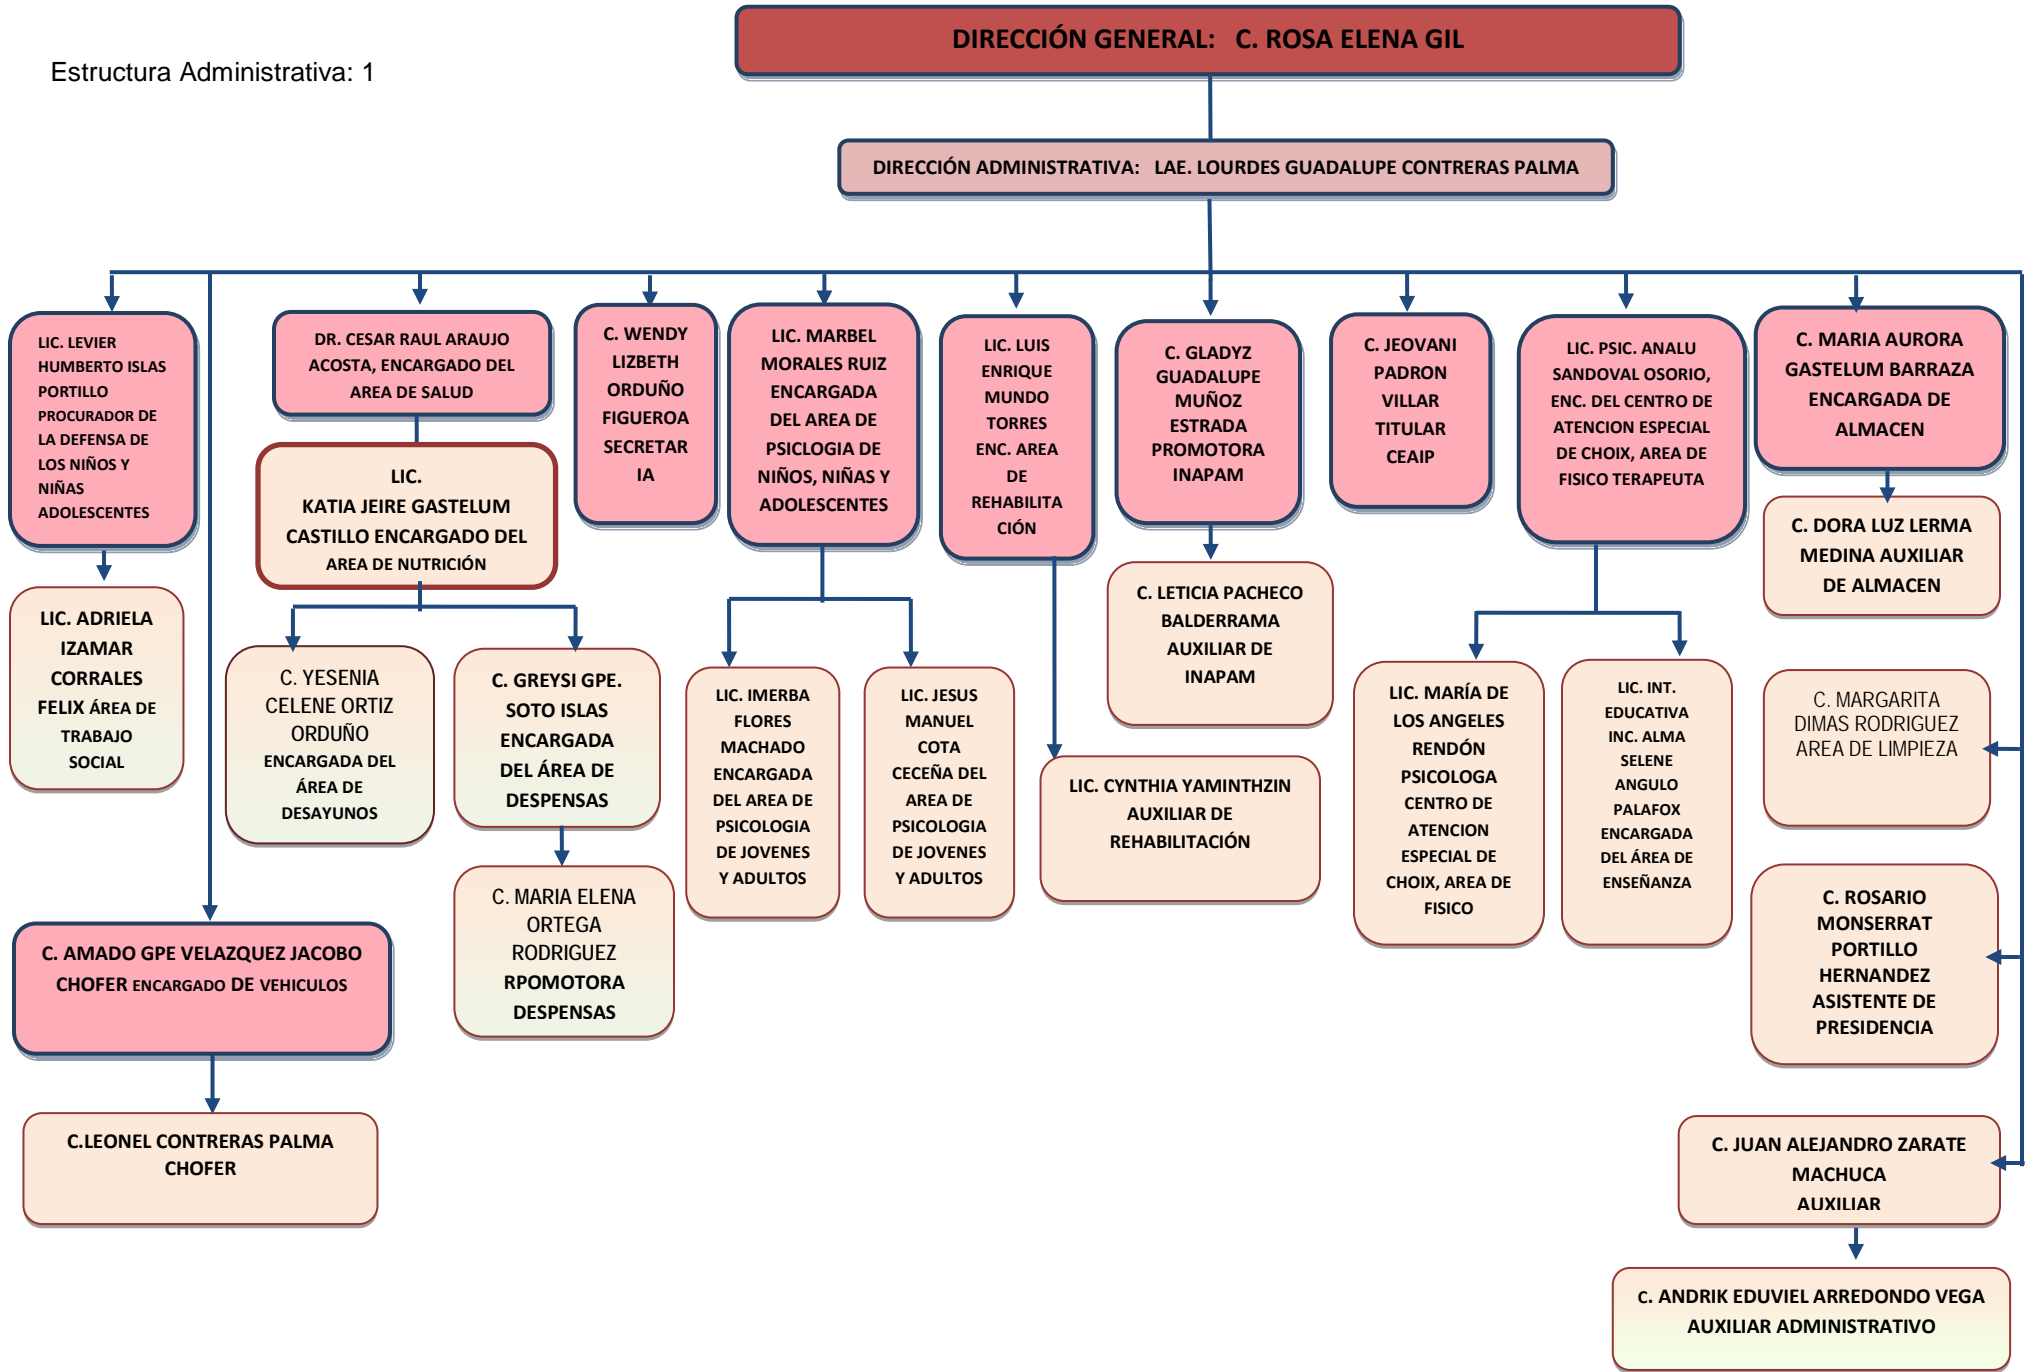 DIRECCIÓN GENERAL: C. ROSA ELENA GIL
Estructura Administrativa: 1
DIRECCIÓN ADMINISTRATIVA: LAE. LOURDES GUADALUPE CONTRERAS PALMA
LIC. LEVIER
HUMBERTO ISLAS
PORTILLO
PROCURADOR DE
LA DEFENSA DE
LOS NIÑOS Y
NIÑAS
ADOLESCENTES
DR. CESAR RAUL ARAUJO
ACOSTA, ENCARGADO DEL
AREA DE SALUD
C. WENDY
LIZBETH
ORDUÑO
FIGUEROA
SECRETAR
IA
LIC. MARBEL
MORALES RUIZ
ENCARGADA
DEL AREA DE
PSICLOGIA DE
NIÑOS, NIÑAS Y
ADOLESCENTES
LIC. LUIS
ENRIQUE
MUNDO
TORRES
ENC. AREA
DE
REHABILITA
CIÓN
C. GLADYZ
GUADALUPE
MUÑOZ
ESTRADA
PROMOTORA
INAPAM
C. JEOVANI
PADRON
VILLAR
TITULAR
CEAIP
LIC. PSIC. ANALU
SANDOVAL OSORIO,
ENC. DEL CENTRO DE
ATENCION ESPECIAL
DE CHOIX, AREA DE
FISICO TERAPEUTA
C. MARIA AURORA
GASTELUM BARRAZA
ENCARGADA DE
ALMACEN
LIC.
KATIA JEIRE GASTELUM
CASTILLO ENCARGADO DEL
AREA DE NUTRICIÓN
C. DORA LUZ LERMA
MEDINA AUXILIAR
DE ALMACEN
LIC. ADRIELA
IZAMAR
CORRALES
FELIX ÁREA DE
TRABAJO
SOCIAL
C. YESENIA
CELENE ORTIZ
ORDUÑO
ENCARGADA DEL
ÁREA DE
DESAYUNOS
C. GREYSI GPE.
SOTO ISLAS
ENCARGADA
DEL ÁREA DE
DESPENSAS
LIC. IMERBA
FLORES
MACHADO
ENCARGADA
DEL AREA DE
PSICOLOGIA
DE JOVENES
Y ADULTOS
LIC. JESUS
MANUEL
COTA
CECEÑA DEL
AREA DE
PSICOLOGIA
DE JOVENES
Y ADULTOS
C. LETICIA PACHECO
BALDERRAMA
AUXILIAR DE
INAPAM
LIC. CYNTHIA YAMINTHZIN
AUXILIAR DE
REHABILITACIÓN
LIC. MARÍA DE
LOS ANGELES
RENDÓN
PSICOLOGA
CENTRO DE
ATENCION
ESPECIAL DE
CHOIX, AREA DE
FISICO
LIC. INT.
EDUCATIVA
INC. ALMA
SELENE
ANGULO
PALAFOX
ENCARGADA
DEL ÁREA DE
ENSEÑANZA
C. MARGARITA
DIMAS RODRIGUEZ
AREA DE LIMPIEZA
C. MARIA ELENA
ORTEGA
RODRIGUEZ
RPOMOTORA
DESPENSAS
C. ROSARIO
MONSERRAT
PORTILLO
HERNANDEZ
ASISTENTE DE
PRESIDENCIA
C. AMADO GPE VELAZQUEZ JACOBO
CHOFER ENCARGADO DE VEHICULOS
C.LEONEL CONTRERAS PALMA
CHOFER
C. JUAN ALEJANDRO ZARATE
MACHUCA
AUXILIAR
C. ANDRIK EDUVIEL ARREDONDO VEGA
AUXILIAR ADMINISTRATIVO